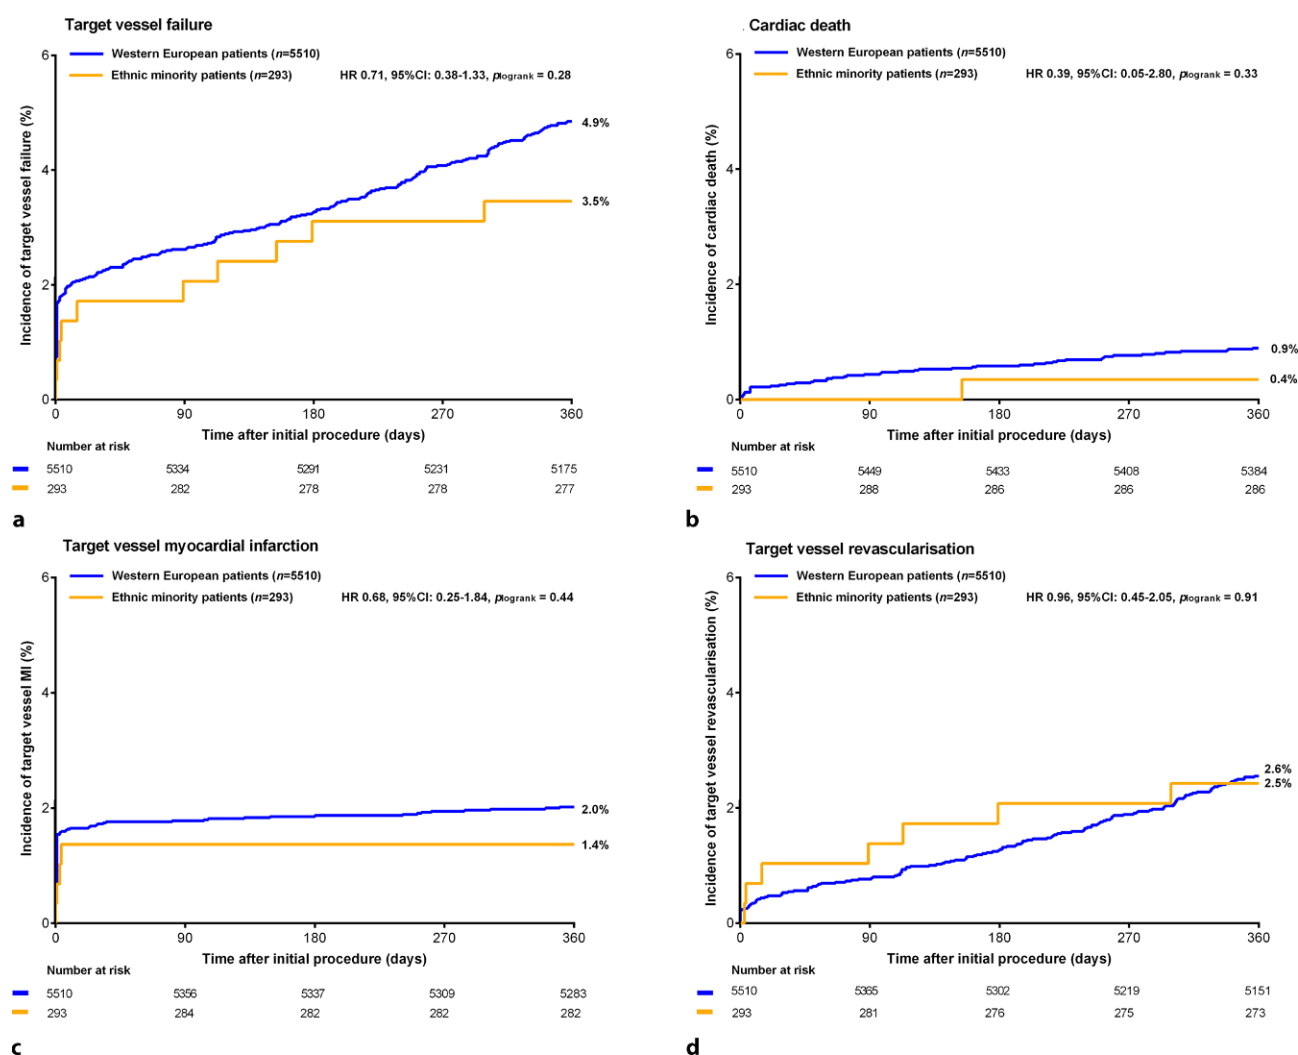 Target vessel failure
Western European patients (n=5510)
Ethnic minority patients (n=293)
HR 0.71, 95%CI: 0.38-1.33, plogrank = 0.28
Incidence of target vessel failure (%)
6
4
2
0
4.9%
3.5%
0 90 180 270 360
Time after initial procedure (days)
Number at risk
5510 5334 5291 5231 5175
293 282 278 278 277
a
Cardiac death
Western European patients (n=5510)
Ethnic minority patients (n=293)
HR 0.39, 95%CI: 0.05-2.80, plogrank = 0.33
Incidence of cardiac death (%)
6
4
2
0
0.9%
0.4%
0 90 180 270 360
Time after initial procedure (days)
Number at risk
5510 5449 5433 5408 5384
293 288 286 286 286
b
Target vessel myocardial infarction
Western European patients (n=5510)
Ethnic minority patients (n=293)
HR 0.68, 95%CI: 0.25-1.84, plogrank = 0.44
Incidence of target vessel MI (%)
6
4
2
0
2.0%
1.4%
0 90 180 270 360
Time after initial procedure (days)
Number at risk
5510 5356 5337 5309 5283
293 284 282 282 282
c
Target vessel revascularisation
Western European patients (n=5510)
Ethnic minority patients (n=293)
HR 0.96, 95%CI: 0.45-2.05, plogrank = 0.91
Incidence of target vessel revascularisation (%)
6
4
2
0
2.6%
2.5%
0 90 180 270 360
Time after initial procedure (days)
Number at risk
5510 5365 5302 5219 5151
293 281 276 275 273
d